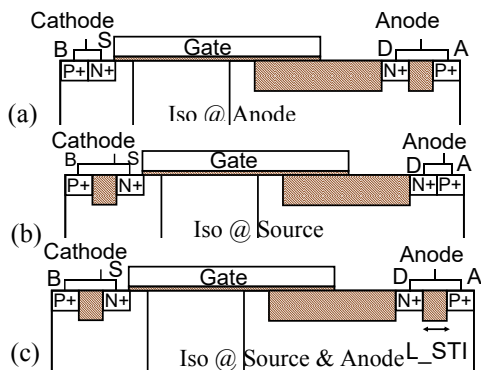 Cathode Anode
B S Gate D A
P+ N+ N+ P+
(a) Iso @ Anode
Cathode Anode
B S Gate D A
P+ N+ N+ P+
(b) Iso @ Source
Cathode Anode
B S Gate D A
P+ N+ N+ P+
(c) Iso @ Source & Anode L_STI